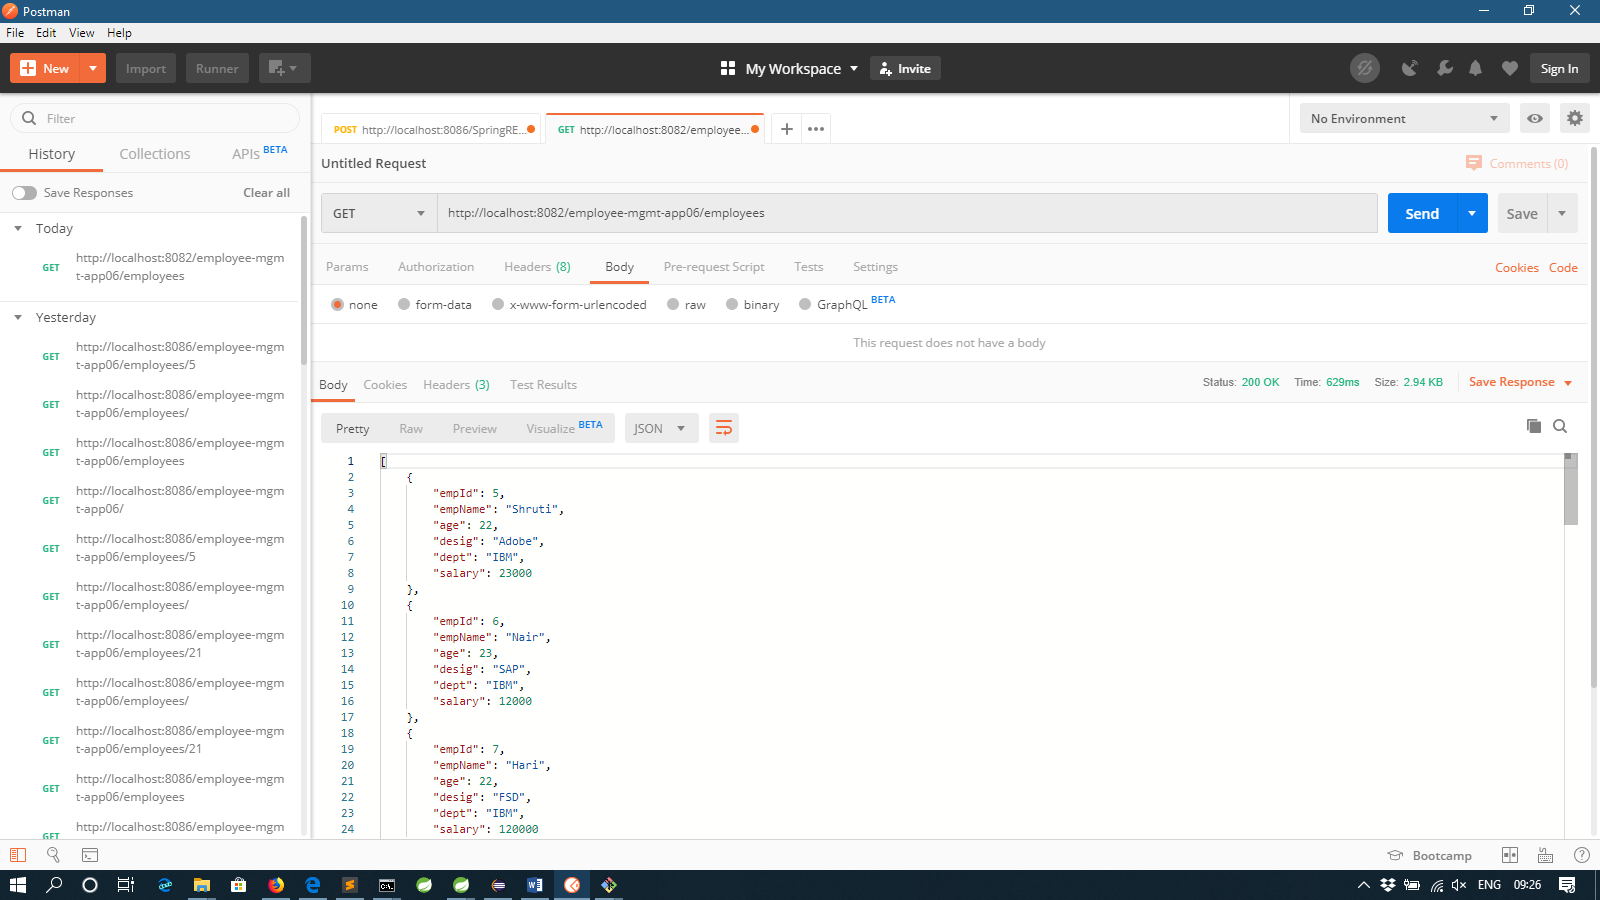 Postman
File Edit View Help
New Import Runner My Workspace Invite Sign In
Filter
History Collections APIs BETA
Save Responses Clear all
Today
GET http://localhost:8082/employee-mgm
t-app06/employees
Yesterday
GET http://localhost:8086/employee-mgm
t-app06/employees/5
GET http://localhost:8086/employee-mgm
t-app06/employees/
GET http://localhost:8086/employee-mgm
t-app06/employees
GET http://localhost:8086/employee-mgm
t-app06/
GET http://localhost:8086/employee-mgm
t-app06/employees/5
GET http://localhost:8086/employee-mgm
t-app06/employees/
GET http://localhost:8086/employee-mgm
t-app06/employees/21
GET http://localhost:8086/employee-mgm
t-app06/employees/
GET http://localhost:8086/employee-mgm
t-app06/employees/21
GET http://localhost:8086/employee-mgm
t-app06/employees
GET http://localhost:8086/employee-mgm
POST http://localhost:8086/SpringRE... GET http://localhost:8082/employee... No Environment
Untitled Request Comments (0)
GET http://localhost:8082/employee-mgmt-app06/employees Send Save
Params Authorization Headers (8) Body Pre-request Script Tests Settings Cookies Code
none form-data x-www-form-urlencoded raw binary GraphQL BETA
This request does not have a body
Body Cookies Headers (3) Test Results Status: 200 OK Time: 629ms Size: 2.94 KB Save Response
Pretty Raw Preview Visualize BETA JSON
1 [
2 {
3 "empId": 5,
4 "empName": "Shruti",
5 "age": 22,
6 "desig": "Adobe",
7 "dept": "IBM",
8 "salary": 23000
9 },
10 {
11 "empId": 6,
12 "empName": "Nair",
13 "age": 23,
14 "desig": "SAP",
15 "dept": "IBM",
16 "salary": 12000
17 },
18 {
19 "empId": 7,
20 "empName": "Hari",
21 "age": 22,
22 "desig": "FSD",
23 "dept": "IBM",
24 "salary": 120000
Bootcamp
ENG 09:26